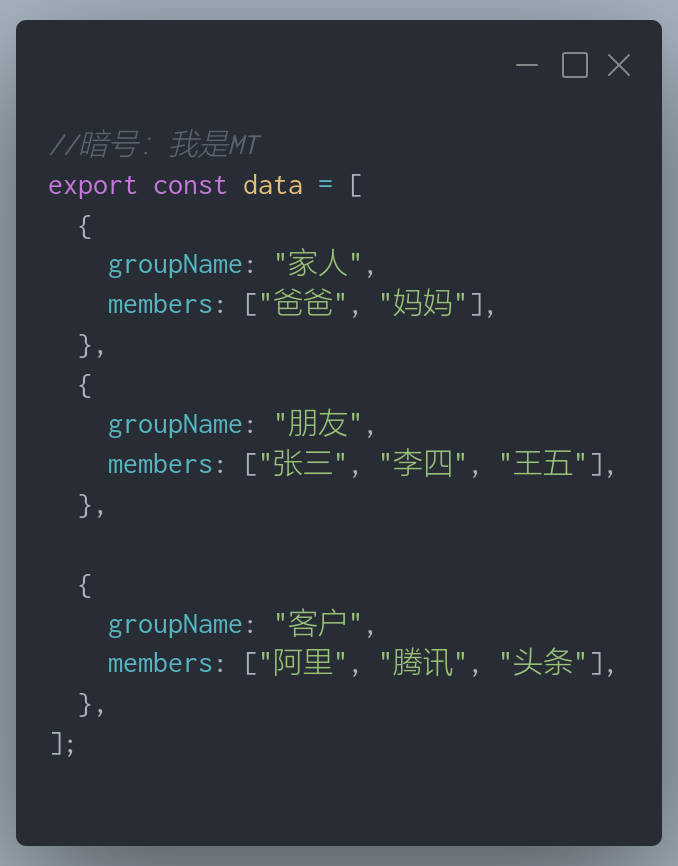 //暗号：我是MT
export const data = [
  {
    groupName: "家人",
    members: ["爸爸", "妈妈"],
  },
  {
    groupName: "朋友",
    members: ["张三", "李四", "王五"],
  },

  {
    groupName: "客户",
    members: ["阿里", "腾讯", "头条"],
  },
];